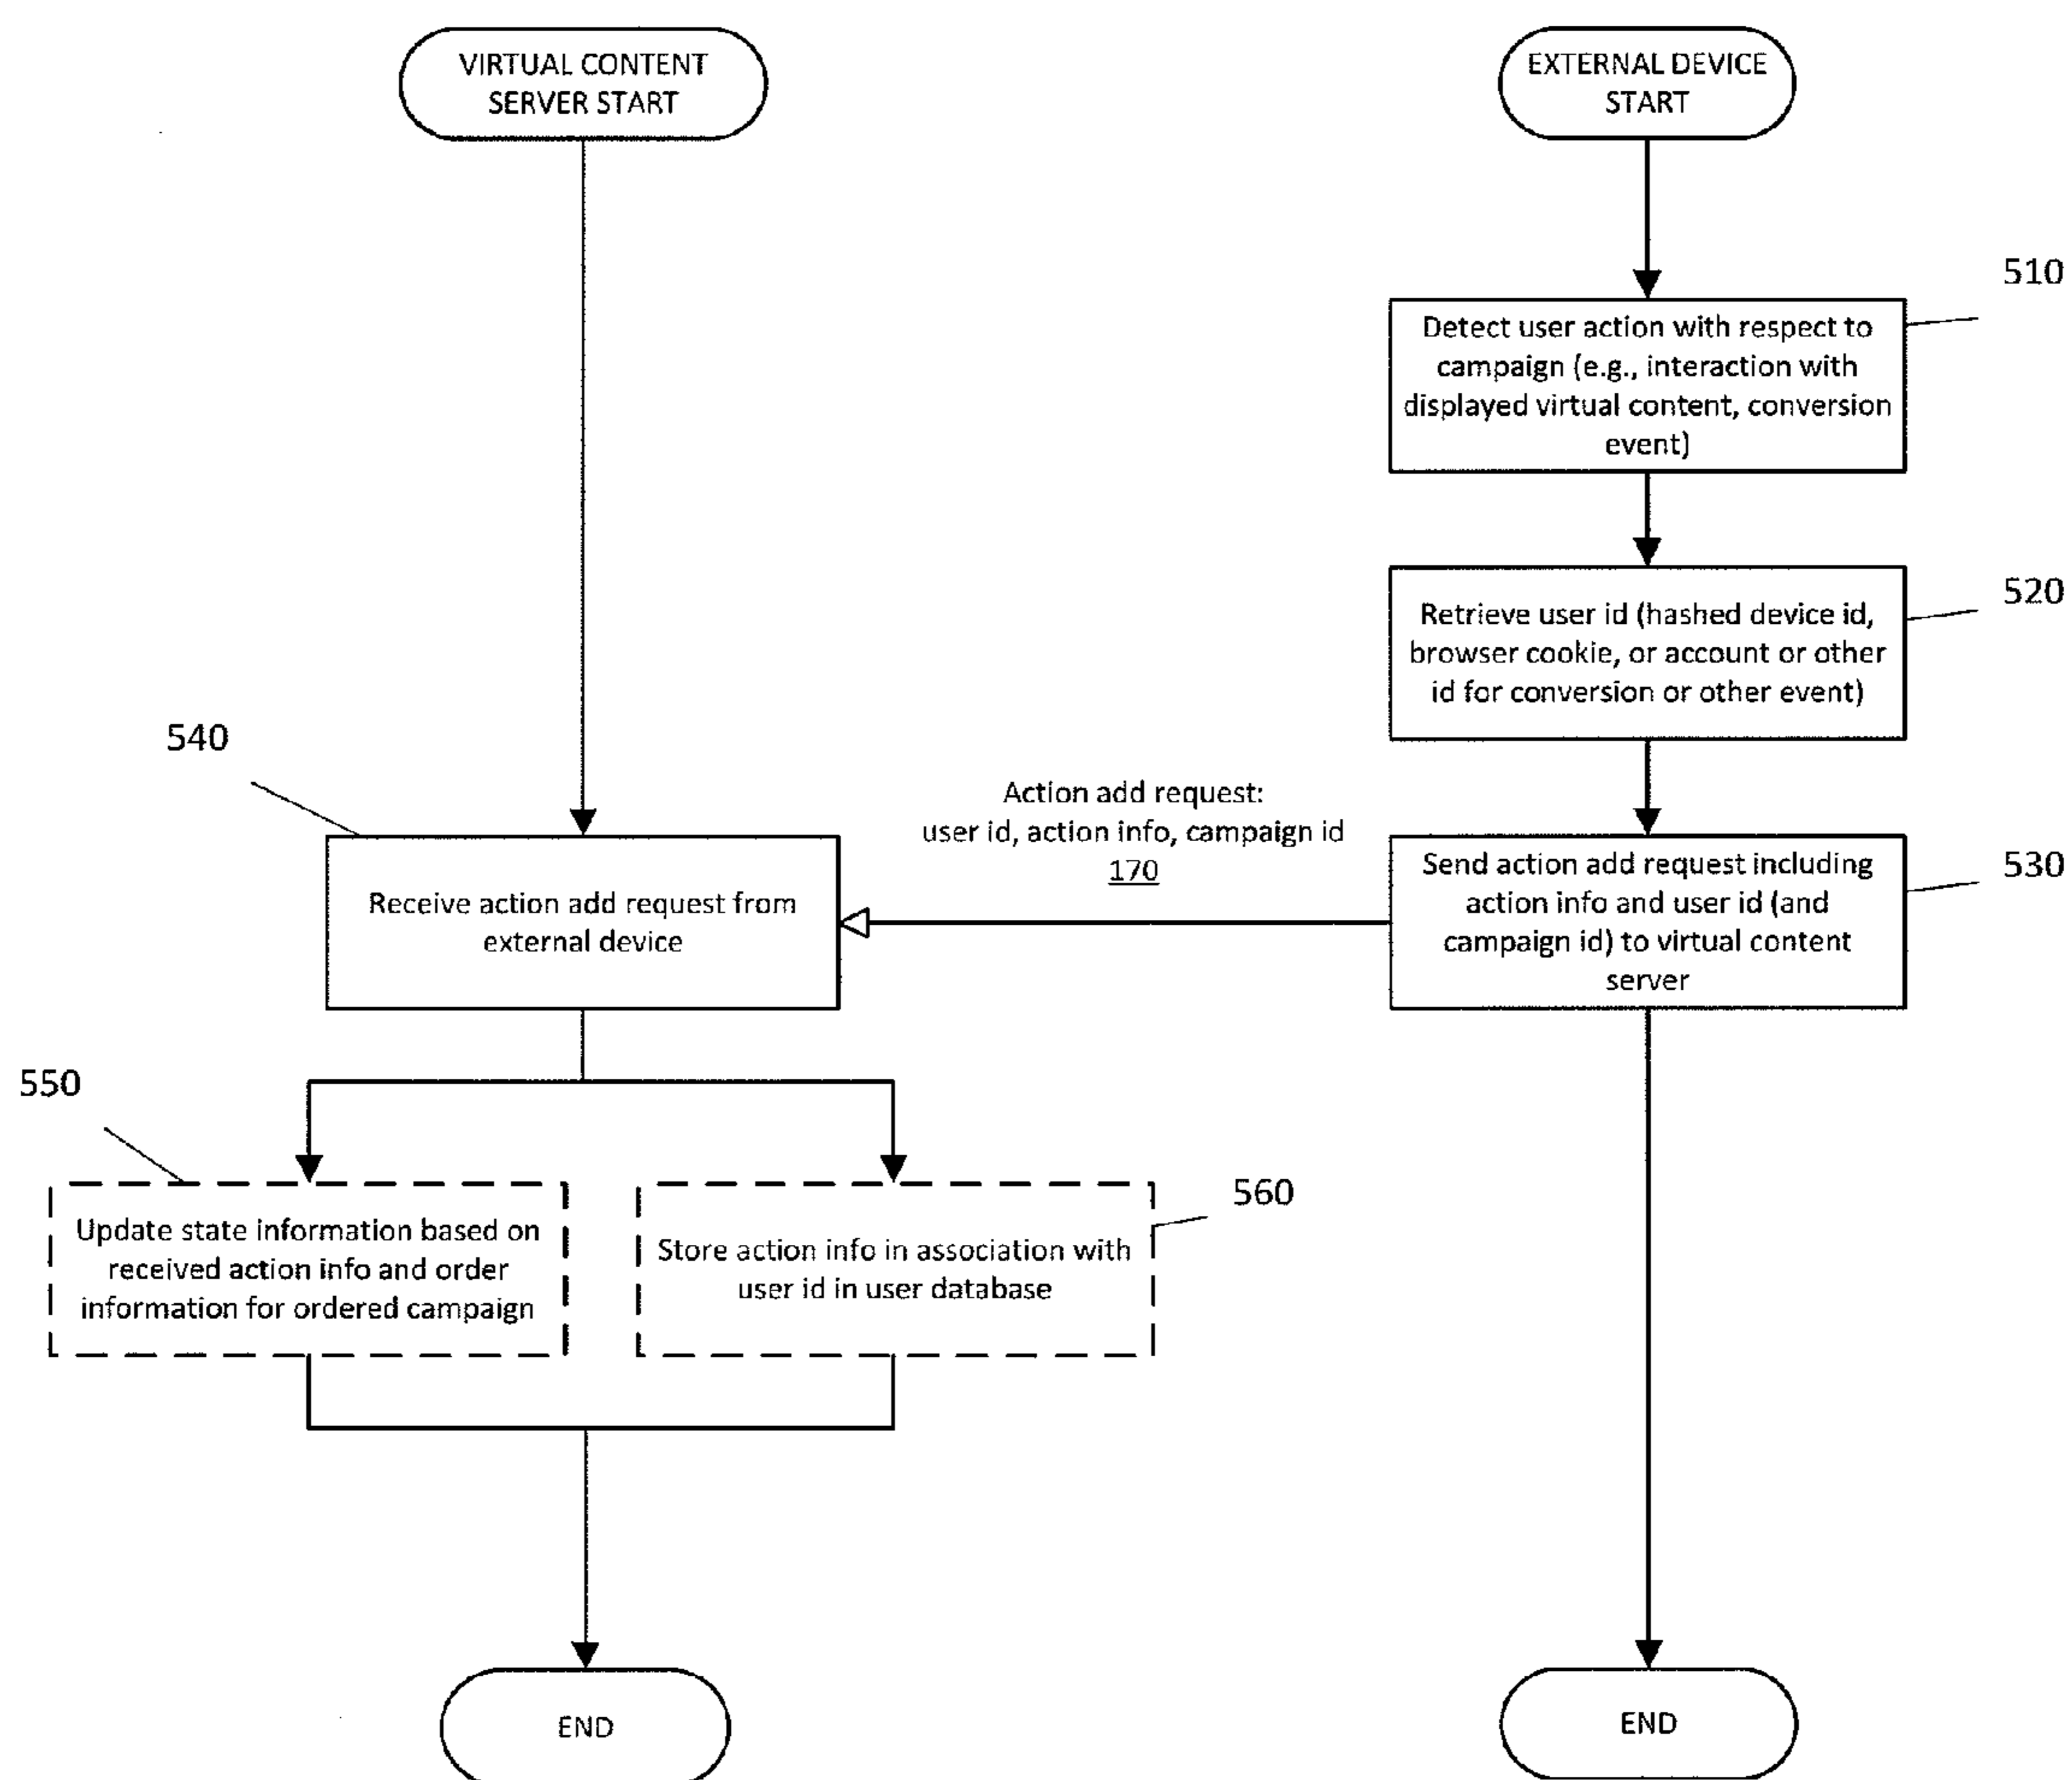 VIRTUAL CONTENT
SERVER START
EXTERNAL DEVICE
START
510
Detect user action with respect to
campaign (e.g., interaction with
displayed virtual content, conversion
event)
520
Retrieve user id (hashed device id,
browser cookie, or account or other
id for conversion or other event)
540
Action add request:
user id, action info, campaign id
170
530
Send action add request including
action info and user id (and
campaign id) to virtual content
server
Receive action add request from
external device
550
Update state information based on
received action info and order
information for ordered campaign
560
Store action info in association with
user id in user database
END
END